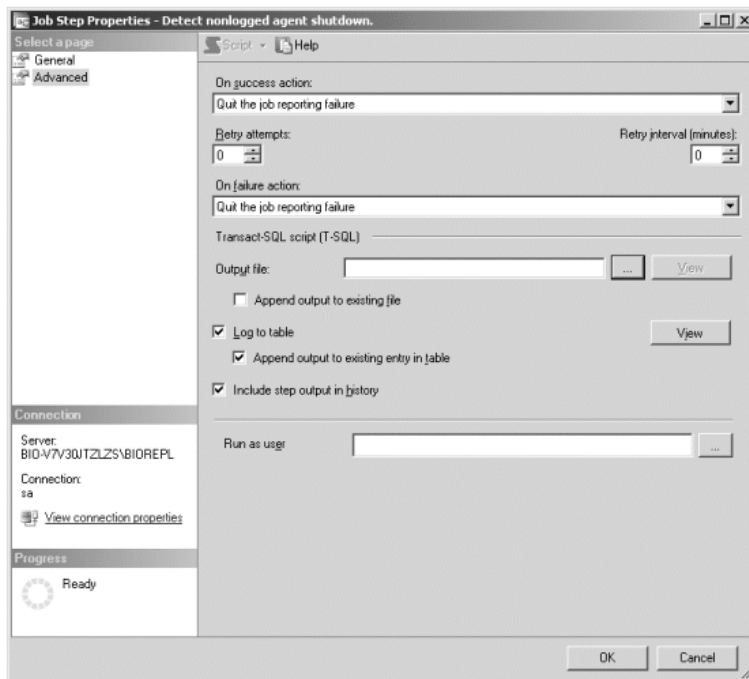 Job Step Properties - Detect nonlogged agent shutdown.
Select a page
General
Advanced
Script
Help
On success action:
Quit the job reporting failure
Retry attempts:
Retry interval (minutes):
0
0
On failure action:
Quit the job reporting failure
Transact-SQL script (T-SQL)
Output file:
...
View
Append output to existing file
Log to table
View
Append output to existing entry in table
Include step output in history
Run as user
...
Connection
Server:
BIO-V7V30JTZLZS\BIOREPL
Connection:
sa
View connection properties
Progress
Ready
OK
Cancel